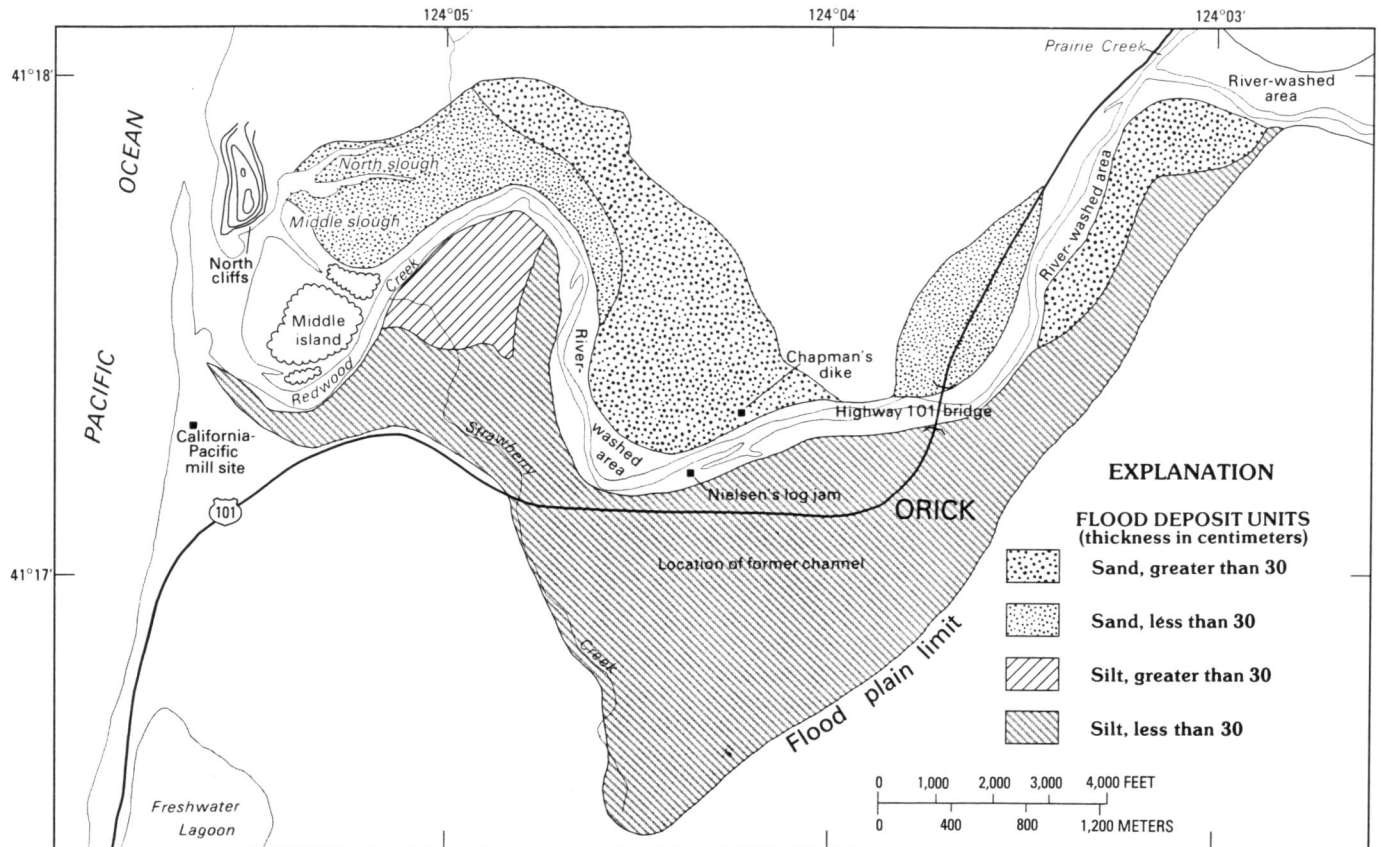 124°05′
124°04′
124°03′
41°18′
Prairie Creek
River-washed
area
OCEAN
North slough
Middle slough
North
cliffs
Creek
Middle
island
Redwood
River-washed area
River-
washed
area
Chapman's
dike
Highway 101 bridge
PACIFIC
California-
Pacific
mill site
Strawberry
Nielsen's log jam
101
ORICK
41°17′
Location of former channel
Creek
Flood plain limit
Freshwater
Lagoon
EXPLANATION
FLOOD DEPOSIT UNITS
(thickness in centimeters)
Sand, greater than 30
Sand, less than 30
Silt, greater than 30
Silt, less than 30
0 1,000 2,000 3,000 4,000 FEET
0 400 800 1,200 METERS